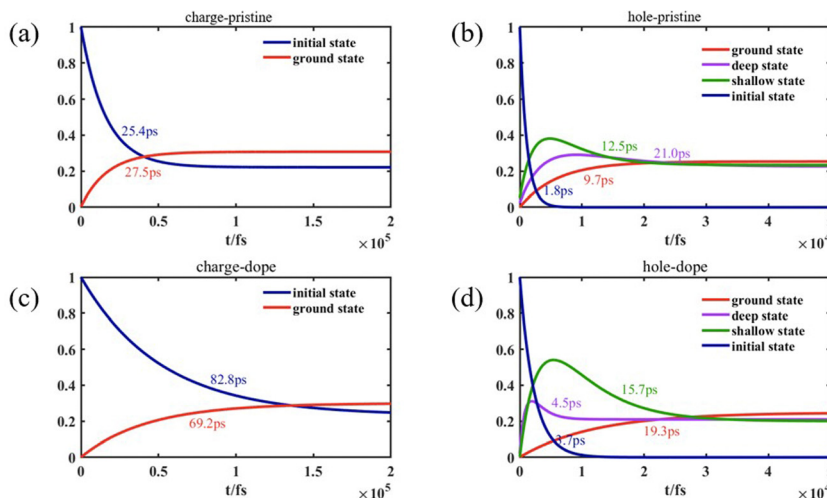 (a)
charge-pristine
1
0.8
0.6
0.4
0.2
0
initial state
ground state
25.4ps
27.5ps
0 0.5 1 1.5 2
t/fs
×10^5
(b)
hole-pristine
1
0.8
0.6
0.4
0.2
0
ground state
deep state
shallow state
initial state
12.5ps
21.0ps
9.7ps
1.8ps
0 1 2 3 4
t/fs
(c)
charge-dope
1
0.8
0.6
0.4
0.2
0
initial state
ground state
82.8ps
69.2ps
0 0.5 1 1.5 2
t/fs
×10^5
(d)
hole-dope
1
0.8
0.6
0.4
0.2
0
ground state
deep state
shallow state
initial state
15.7ps
4.5ps
19.3ps
3.7ps
0 1 2 3 4
t/fs